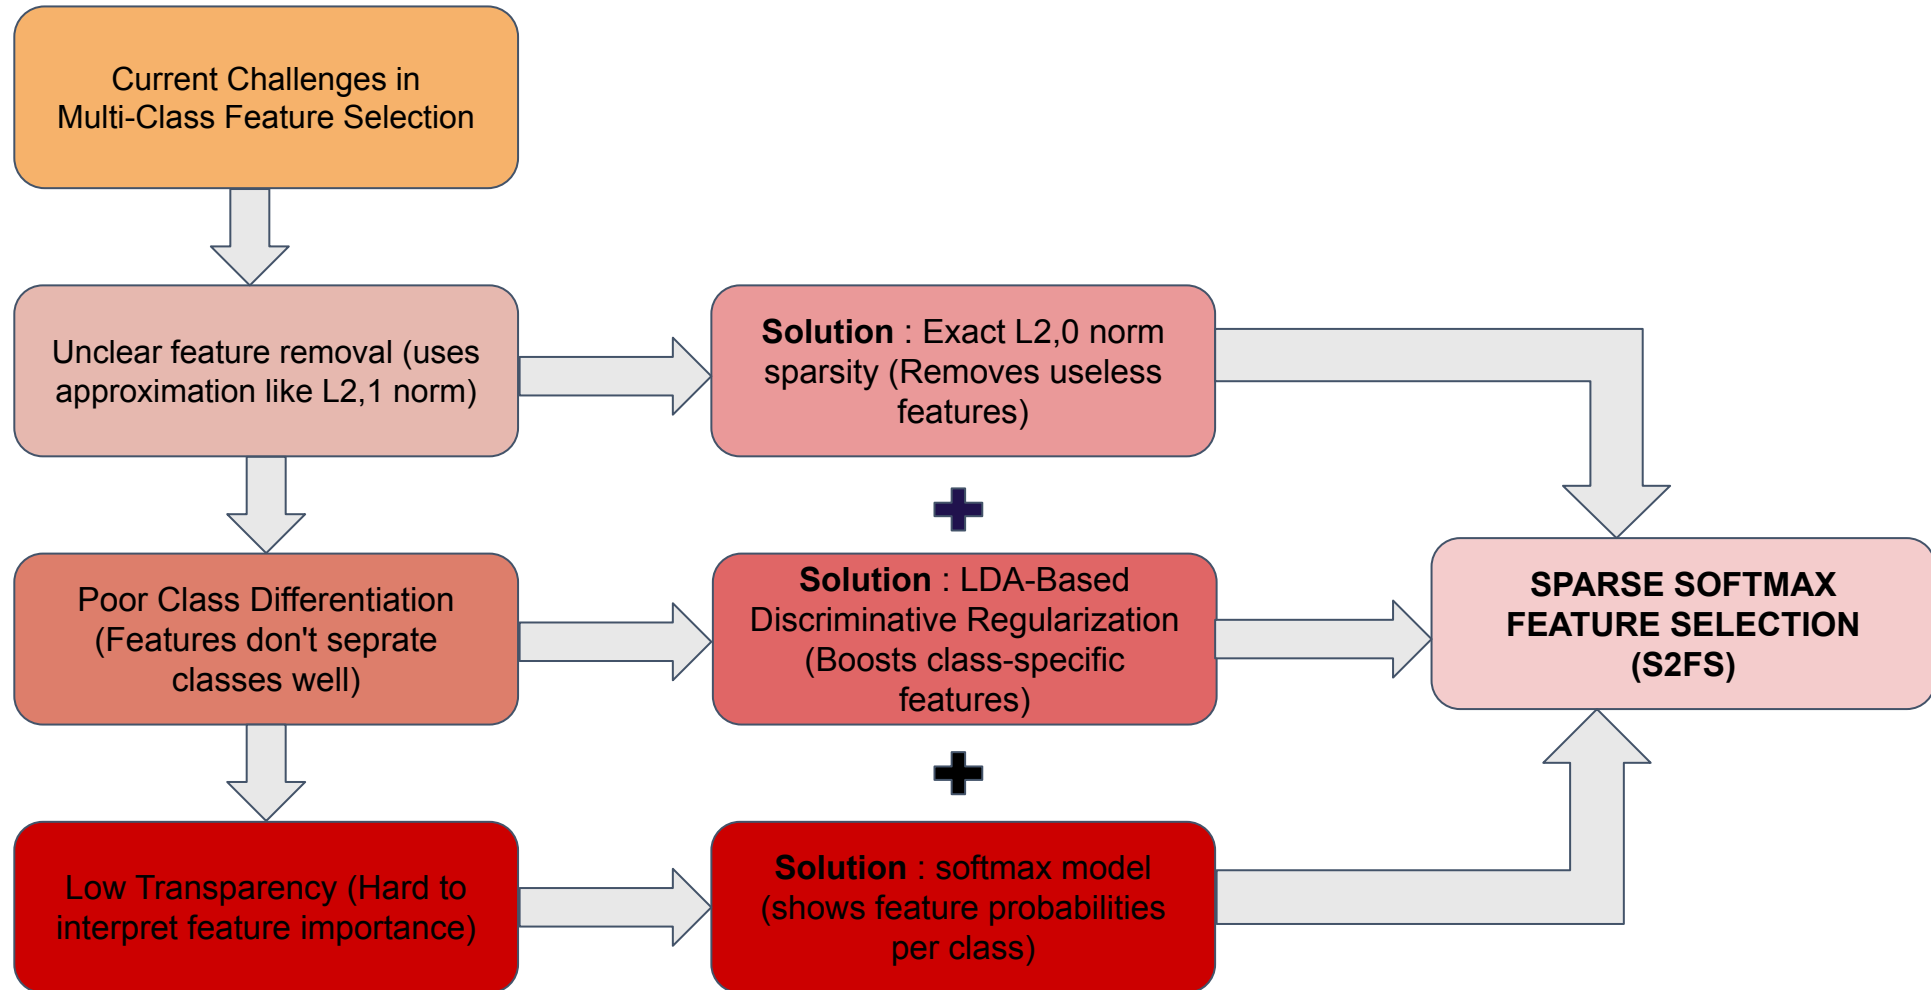 Current Challenges in
Multi-Class Feature Selection
Unclear feature removal (uses
approximation like L2,1 norm)
Solution : Exact L2,0 norm
sparsity (Removes useless
features)
Poor Class Differentiation
(Features don't seprate
classes well)
Solution : LDA-Based
Discriminative Regularization
(Boosts class-specific
features)
SPARSE SOFTMAX
FEATURE SELECTION
(S2FS)
Low Transparency (Hard to
interpret feature importance)
Solution : softmax model
(shows feature probabilities
per class)